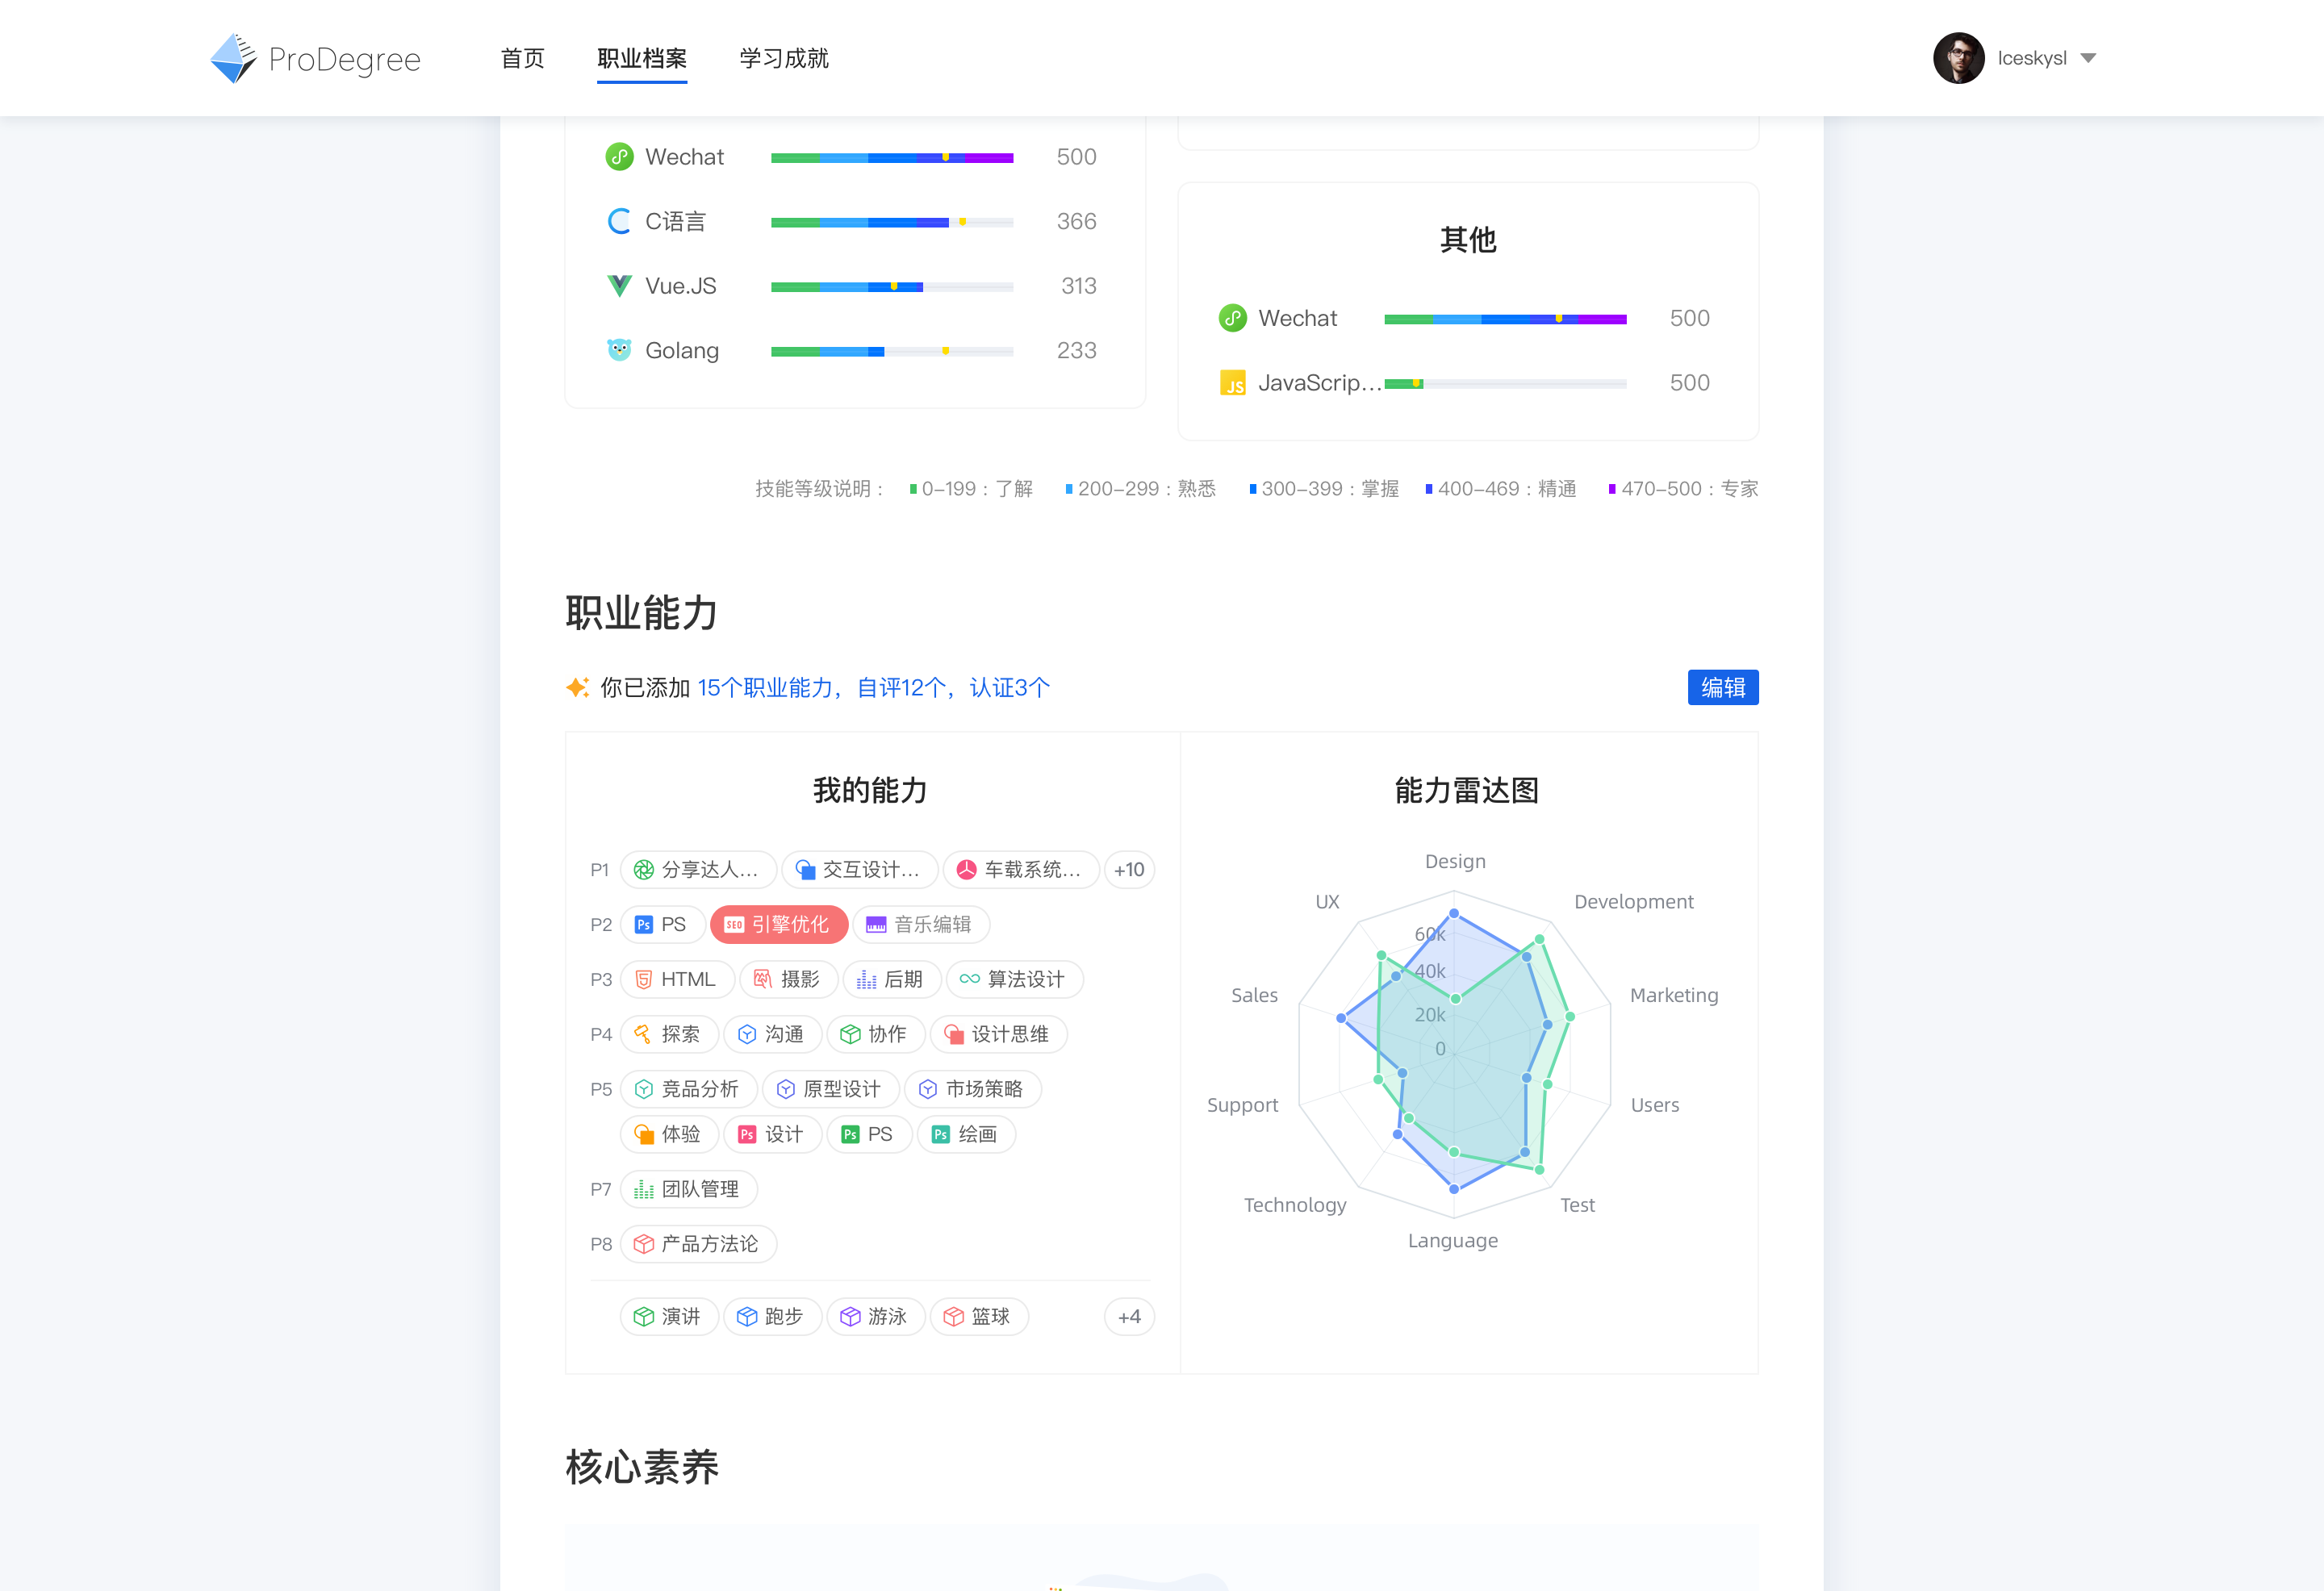 ProDegree 首页 职业档案 学习成就 Iceskysl
Wechat 500
C语言 366
Vue.JS 313
Golang 233
其他
Wechat 500
JS JavaScrip... 500
技能等级说明： 0–199：了解 200–299：熟悉 300–399：掌握 400–469：精通 470–500：专家
职业能力
你已添加 15个职业能力，自评12个，认证3个 编辑
我的能力
P1 分享达人... 交互设计... 车载系统... +10
P2 Ps PS SEO 引擎优化 音乐编辑
P3 HTML 摄影 后期 算法设计
P4 探索 沟通 协作 设计思维
P5 竞品分析 原型设计 市场策略
体验 Ps 设计 Ps PS Ps 绘画
P7 团队管理
P8 产品方法论
演讲 跑步 游泳 篮球 +4
能力雷达图
Design
UX Development
60k
40k
Sales Marketing
20k
0
Support Users
Technology Test
Language
核心素养